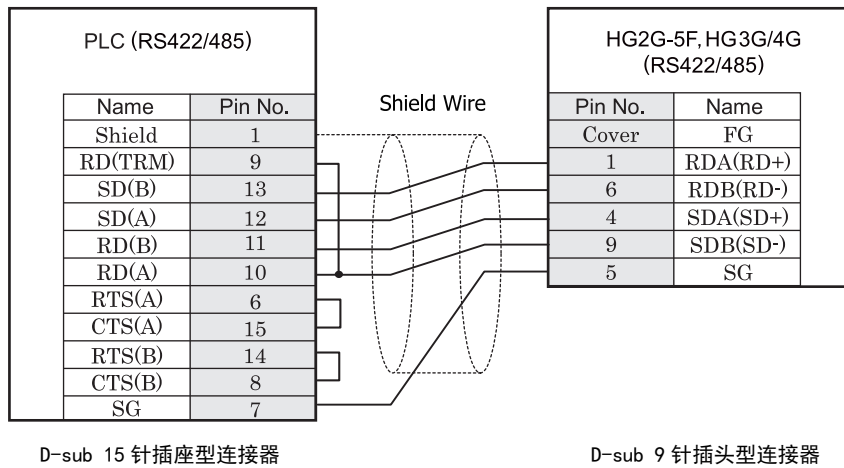 PLC (RS422/485)
HG2G-5F, HG3G/4G
(RS422/485)
Name Pin No.
Shield 1
RD(TRM) 9
SD(B) 13
SD(A) 12
RD(B) 11
RD(A) 10
RTS(A) 6
CTS(A) 15
RTS(B) 14
CTS(B) 8
SG 7
Shield Wire
Pin No. Name
Cover FG
1 RDA(RD+)
6 RDB(RD-)
4 SDA(SD+)
9 SDB(SD-)
5 SG
D-sub 15 针插座型连接器
D-sub 9 针插头型连接器